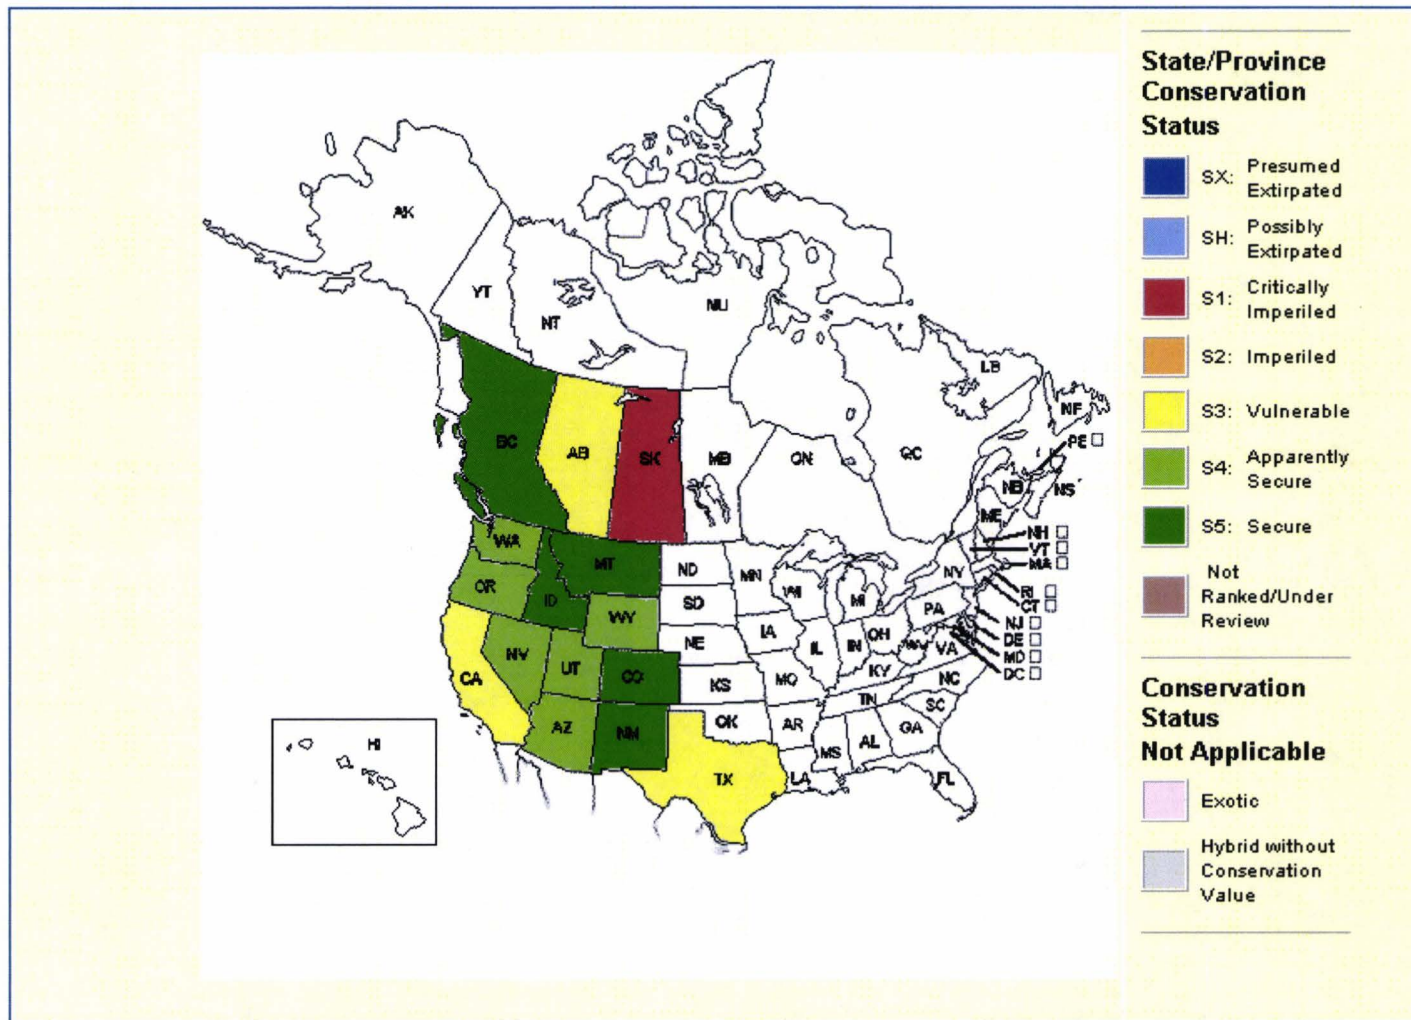 State/Province
Conservation
Status
SX: Presumed
Extirpated
SH: Possibly
Extirpated
S1: Critically
Imperiled
S2: Imperiled
S3: Vulnerable
S4: Apparently
Secure
S5: Secure
Not
Ranked/Under
Review
Conservation
Status
Not Applicable
Exotic
Hybrid without
Conservation
Value
AK
YT
NT
NU
LB
NF
PE
BC
AB
SK
MB
ON
QC
NB
NS
ME
NH
VT
MA
WA
MT
ND
MN
WI
MI
NY
RI
CT
OR
ID
WY
SD
PA
NJ
DE
MD
DC
NE
IA
IL
IN
OH
WV
VA
CA
NV
UT
CO
KS
MO
KY
NC
TN
SC
AZ
NM
OK
AR
MS
AL
GA
HI
TX
LA
FL